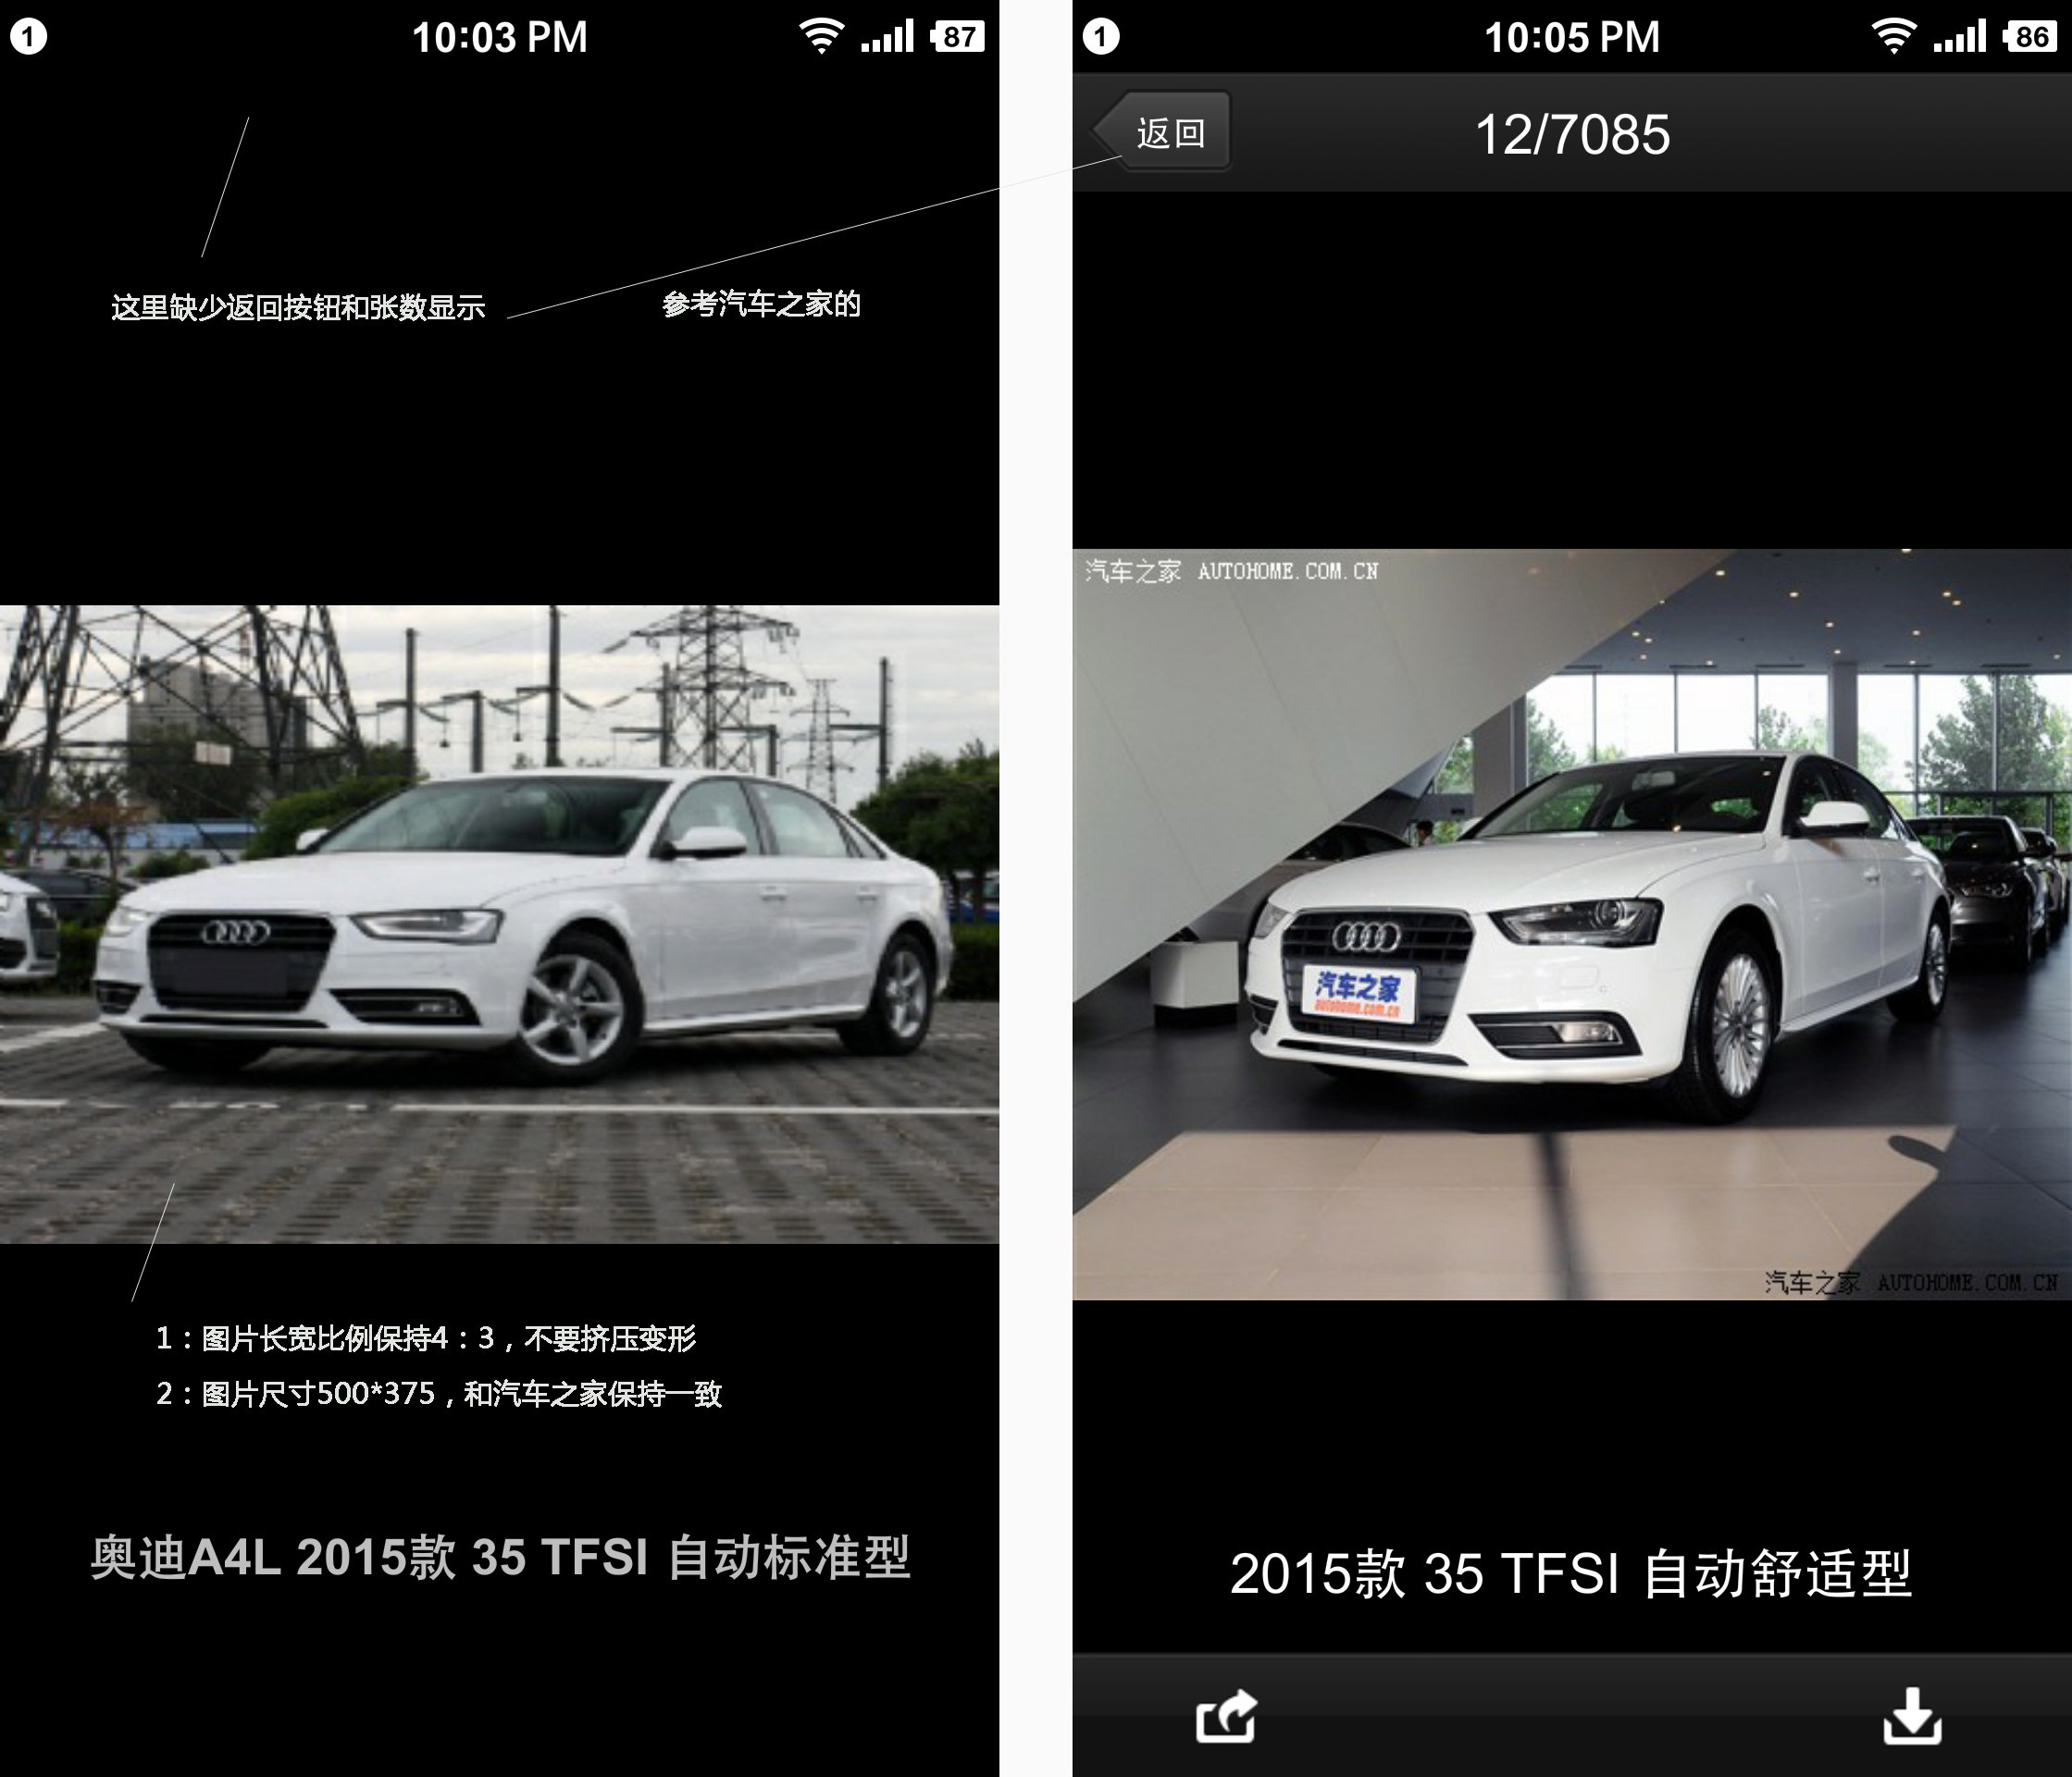 1
10:03 PM
87
这里缺少返回按钮和张数显示
参考汽车之家的
1：图片长宽比例保持4：3，不要挤压变形
2：图片尺寸500*375，和汽车之家保持一致
奥迪A4L 2015款 35 TFSI 自动标准型
1
10:05 PM
86
返回
12/7085
汽车之家 AUTOHOME.COM.CN
汽车之家
autohome.com.cn
汽车之家 AUTOHOME.COM.CN
2015款 35 TFSI 自动舒适型